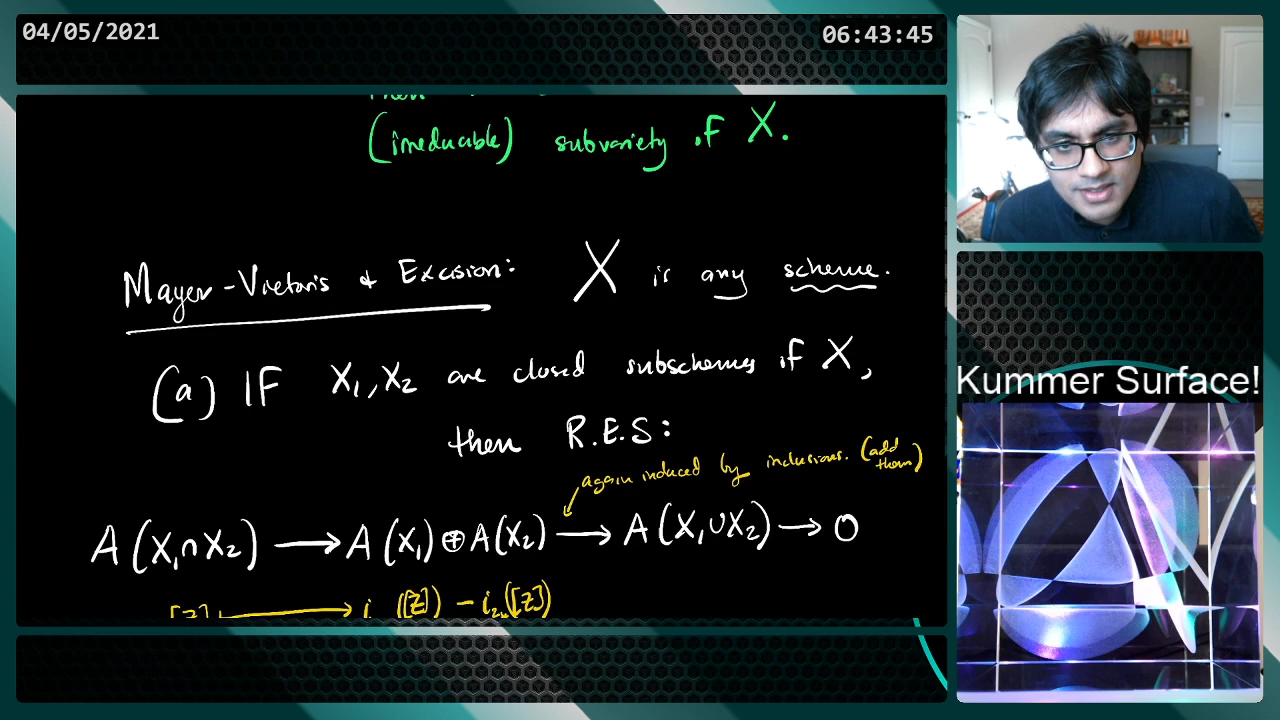 04/05/2021
06:43:45
(irreducable) subvariety of X.
Mayer-Vietoris & Excision: X is any scheme.
(a) IF X₁, X₂ are closed subschemes of X,
then R.E.S:
again induced by inclusions. (add them)
A(X₁∩X₂) ⟶ A(X₁) ⊕ A(X₂) ⟶ A(X₁∪X₂) ⟶ 0
([Z]) - i₂ₓ([Z])
Kummer Surface!